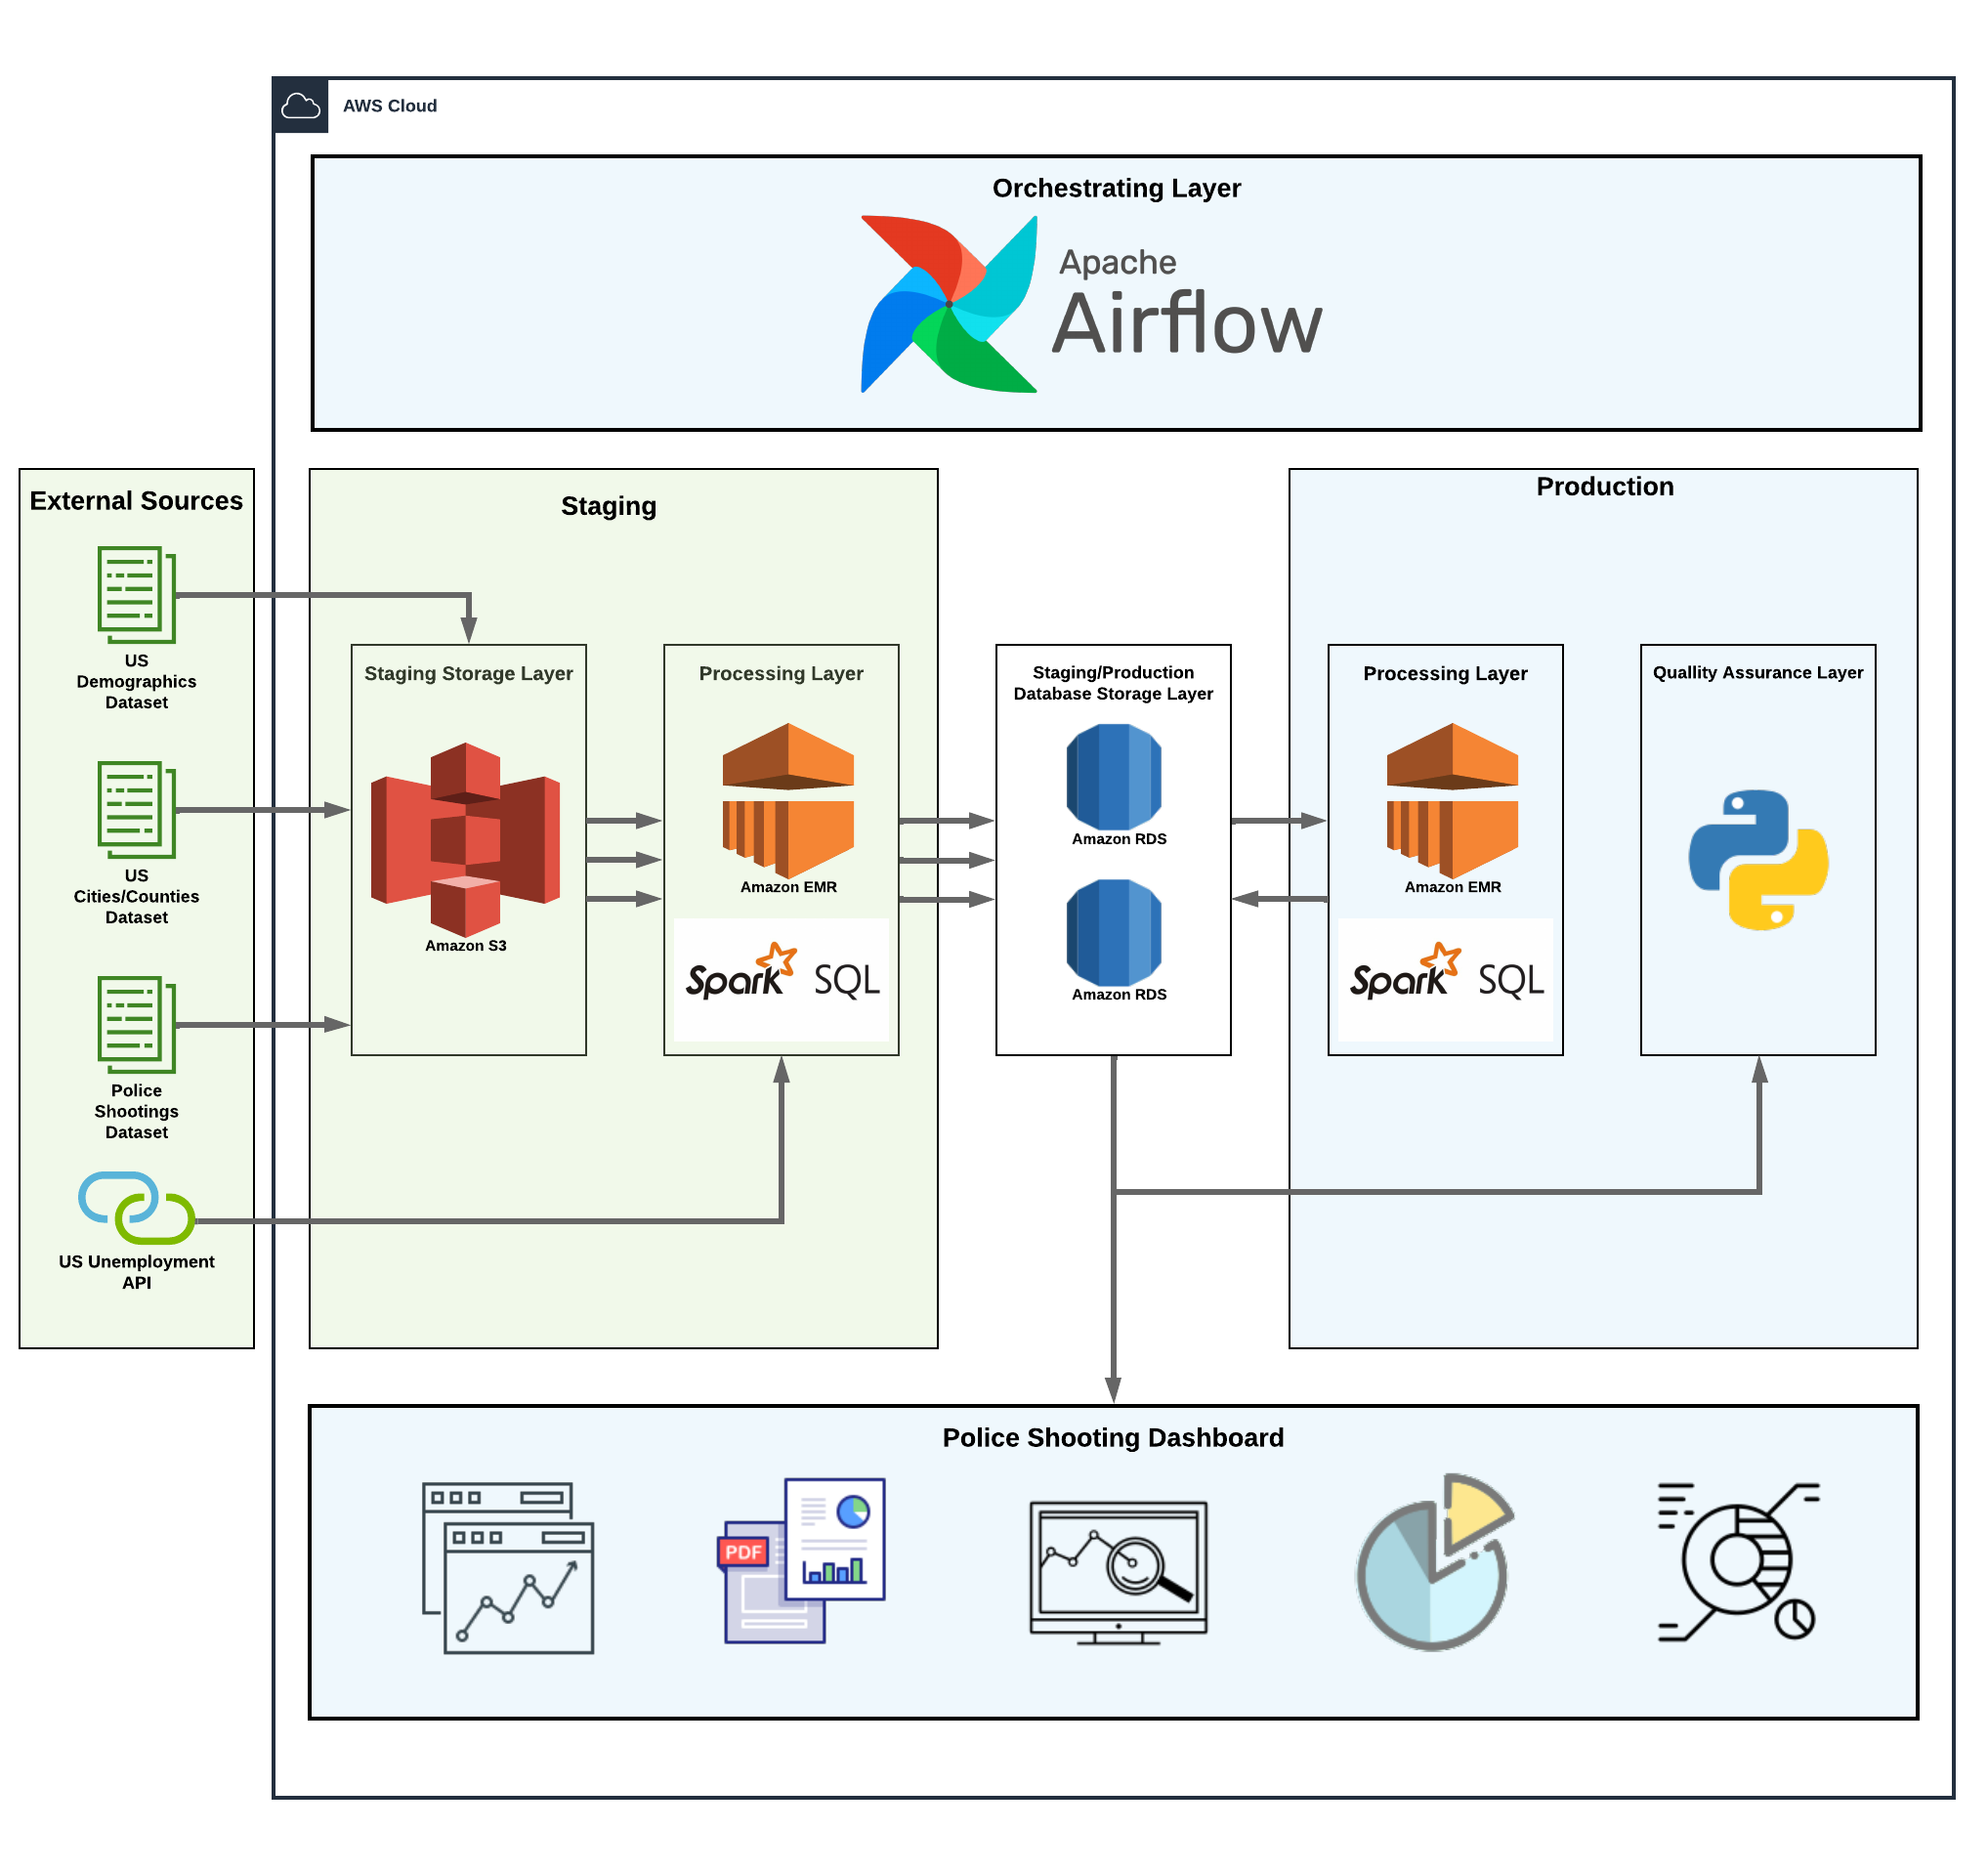 AWS Cloud
Orchestrating Layer
Apache
Airflow
External Sources
US
Demographics
Dataset
US
Cities/Counties
Dataset
Police
Shootings
Dataset
US Unemployment
API
Staging
Staging Storage Layer
Amazon S3
Processing Layer
Amazon EMR
Spark SQL
Staging/Production
Database Storage Layer
Amazon RDS
Amazon RDS
Production
Processing Layer
Amazon EMR
Spark SQL
Quallity Assurance Layer
Police Shooting Dashboard
PDF